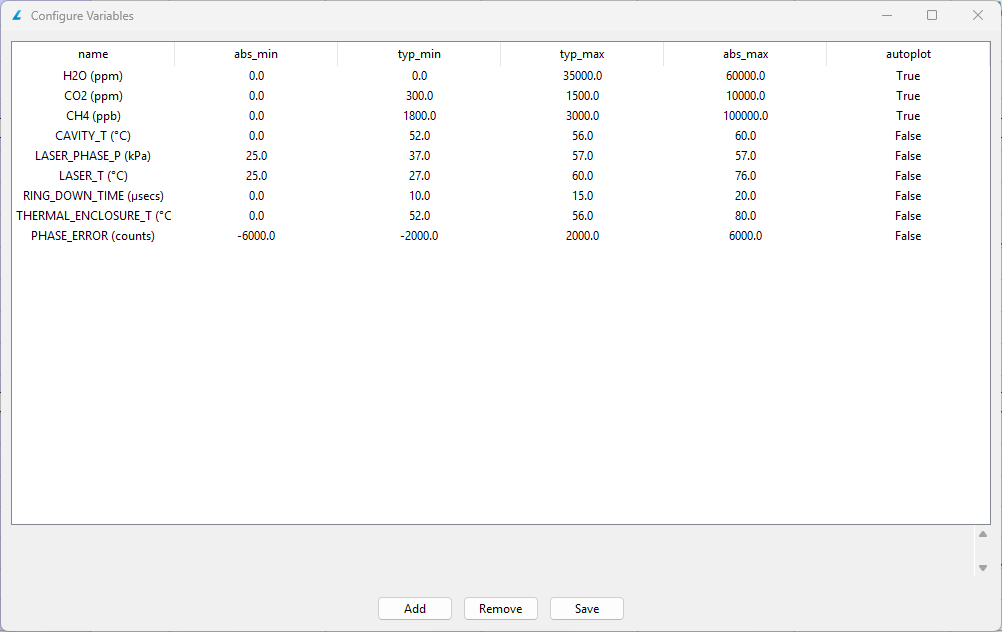 Configure Variables
name abs_min typ_min typ_max abs_max autoplot
H2O (ppm) 0.0 0.0 35000.0 60000.0 True
CO2 (ppm) 0.0 300.0 1500.0 10000.0 True
CH4 (ppb) 0.0 1800.0 3000.0 100000.0 True
CAVITY_T (°C) 0.0 52.0 56.0 60.0 False
LASER_PHASE_P (kPa) 25.0 37.0 57.0 57.0 False
LASER_T (°C) 25.0 27.0 60.0 76.0 False
RING_DOWN_TIME (μsecs) 0.0 10.0 15.0 20.0 False
THERMAL_ENCLOSURE_T (°C 0.0 52.0 56.0 80.0 False
PHASE_ERROR (counts) -6000.0 -2000.0 2000.0 6000.0 False
Add Remove Save